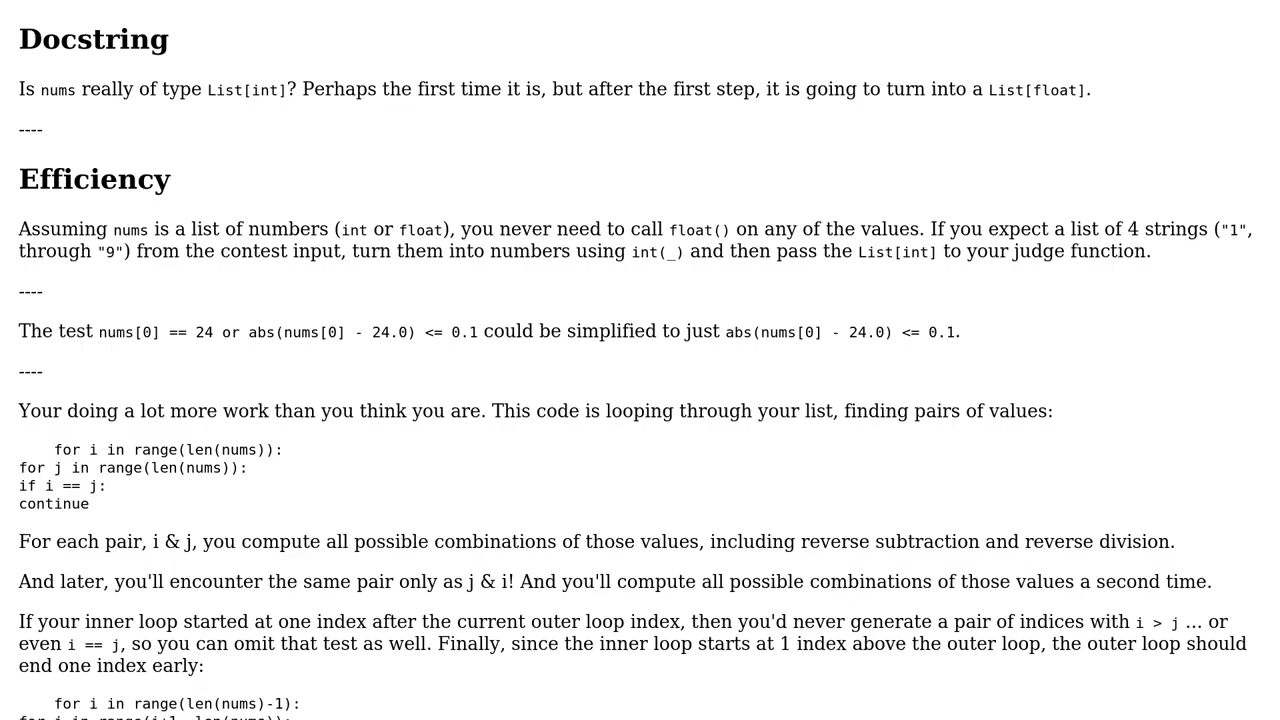 Docstring
Is nums really of type List[int]? Perhaps the first time it is, but after the first step, it is going to turn into a List[float].
----
Efficiency
Assuming nums is a list of numbers (int or float), you never need to call float() on any of the values. If you expect a list of 4 strings ("1",
through "9") from the contest input, turn them into numbers using int(_) and then pass the List[int] to your judge function.
----
The test nums[0] == 24 or abs(nums[0] - 24.0) <= 0.1 could be simplified to just abs(nums[0] - 24.0) <= 0.1.
----
Your doing a lot more work than you think you are. This code is looping through your list, finding pairs of values:
    for i in range(len(nums)):
for j in range(len(nums)):
if i == j:
continue
For each pair, i & j, you compute all possible combinations of those values, including reverse subtraction and reverse division.
And later, you'll encounter the same pair only as j & i! And you'll compute all possible combinations of those values a second time.
If your inner loop started at one index after the current outer loop index, then you'd never generate a pair of indices with i > j ... or
even i == j, so you can omit that test as well. Finally, since the inner loop starts at 1 index above the outer loop, the outer loop should
end one index early:
    for i in range(len(nums)-1):
for j in range(i+1, len(nums)):